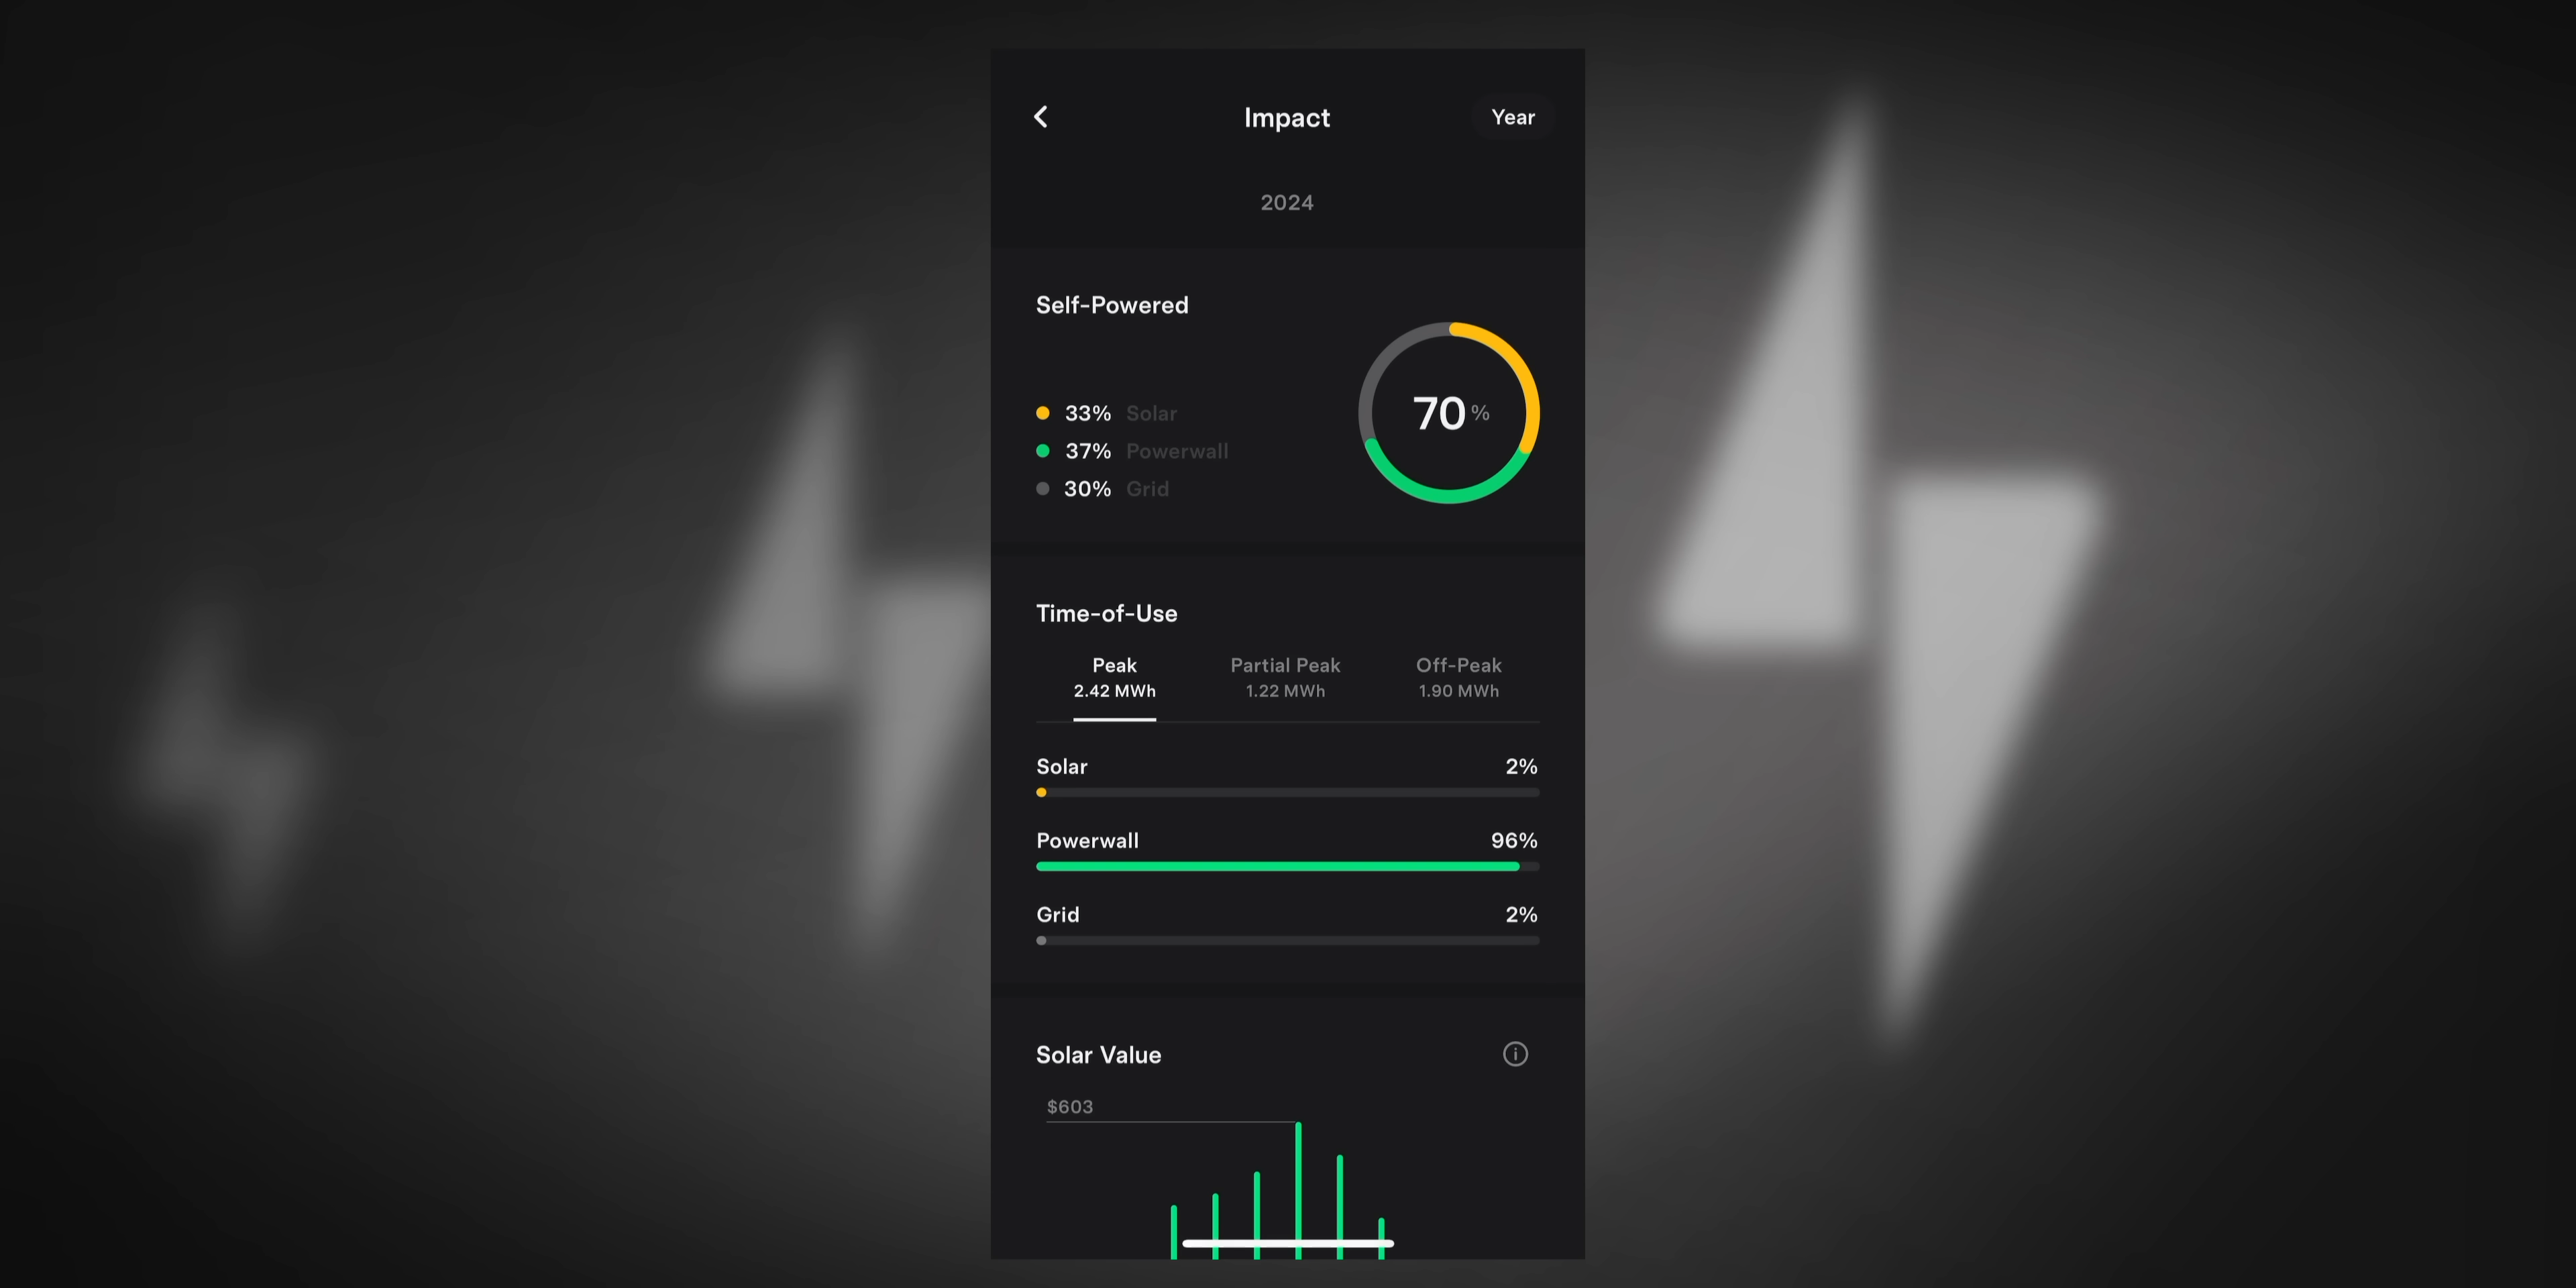 Impact
Year
2024
Self-Powered
33% Solar
37% Powerwall
30% Grid
70%
Time-of-Use
Peak
2.42 MWh
Partial Peak
1.22 MWh
Off-Peak
1.90 MWh
Solar 2%
Powerwall 96%
Grid 2%
Solar Value
$603